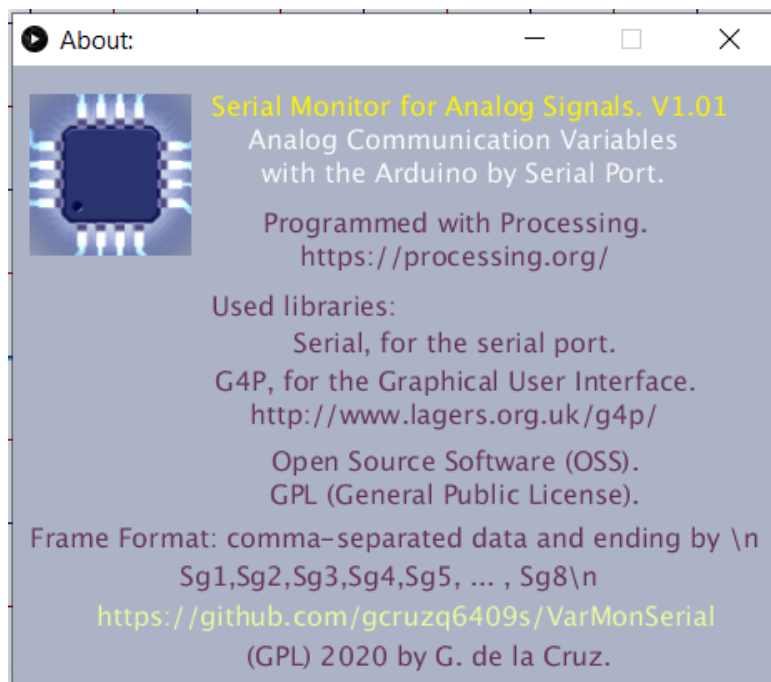 About:
Serial Monitor for Analog Signals. V1.01
Analog Communication Variables
with the Arduino by Serial Port.
Programmed with Processing.
https://processing.org/
Used libraries:
Serial, for the serial port.
G4P, for the Graphical User Interface.
http://www.lagers.org.uk/g4p/
Open Source Software (OSS).
GPL (General Public License).
Frame Format: comma-separated data and ending by \n
Sg1,Sg2,Sg3,Sg4,Sg5, ... , Sg8\n
https://github.com/gcruzq6409s/VarMonSerial
(GPL) 2020 by G. de la Cruz.